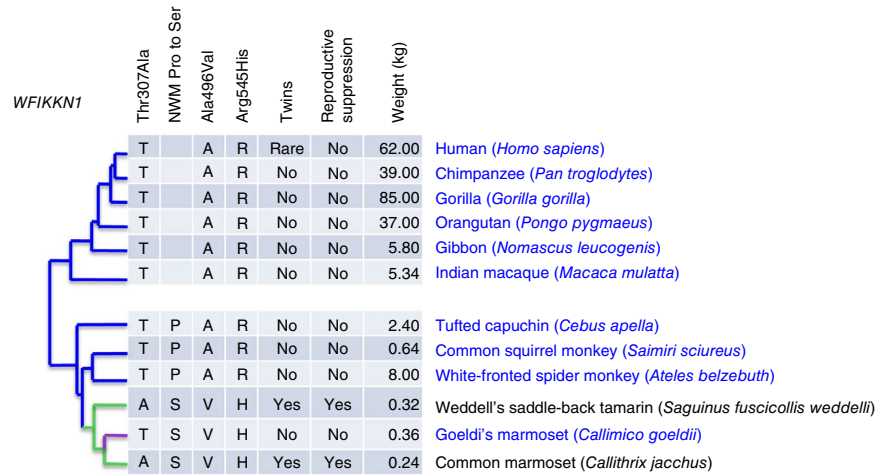 WFIKKN1
Thr307Ala
NWM Pro to Ser
Ala496Val
Arg545His
Twins
Reproductive
suppression
Weight (kg)
T A R Rare No 62.00 Human (Homo sapiens)
T A R No No 39.00 Chimpanzee (Pan troglodytes)
T A R No No 85.00 Gorilla (Gorilla gorilla)
T A R No No 37.00 Orangutan (Pongo pygmaeus)
T A R No No 5.80 Gibbon (Nomascus leucogenis)
T A R No No 5.34 Indian macaque (Macaca mulatta)
T P A R No No 2.40 Tufted capuchin (Cebus apella)
T P A R No No 0.64 Common squirrel monkey (Saimiri sciureus)
T P A R No No 8.00 White-fronted spider monkey (Ateles belzebuth)
A S V H Yes Yes 0.32 Weddell's saddle-back tamarin (Saguinus fuscicollis weddelli)
T S V H No No 0.36 Goeldi's marmoset (Callimico goeldii)
A S V H Yes Yes 0.24 Common marmoset (Callithrix jacchus)